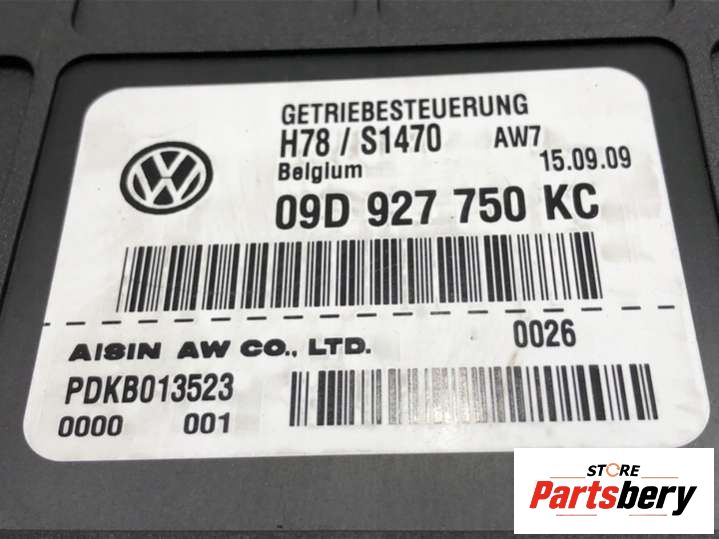 GETRIEBESTEUERUNG
H78 / S1470 AW7
Belgium 15.09.09
09D 927 750 KC
AISIN AW CO., LTD. 0026
PDKB013523
0000 001
STORE
Partsbery